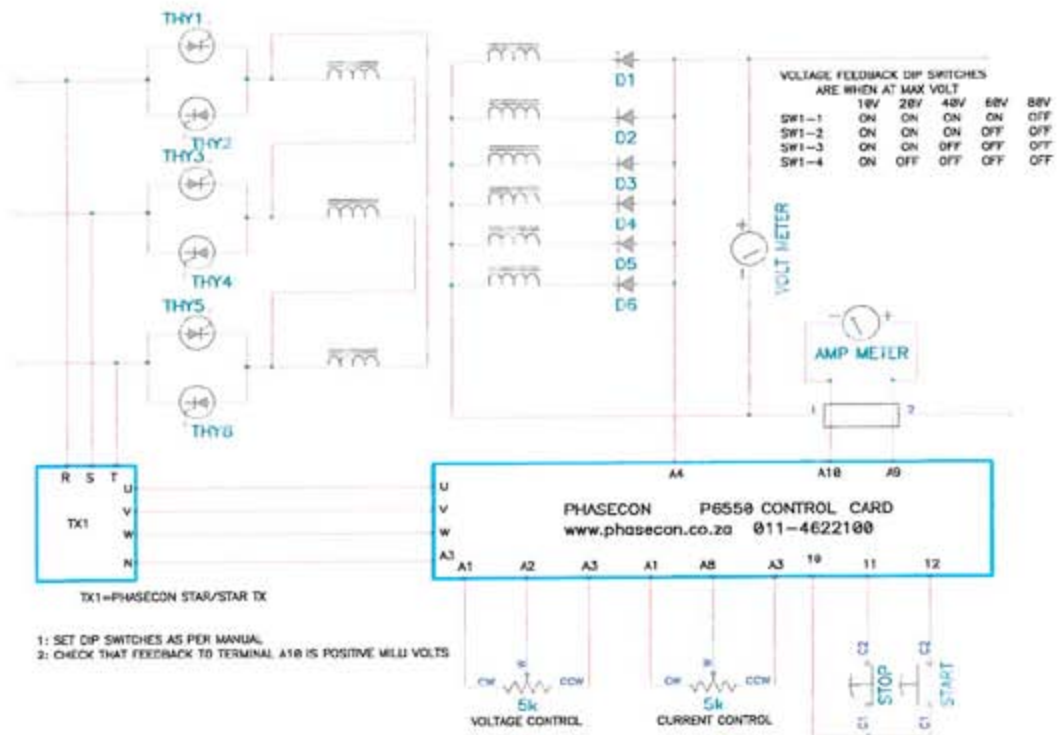 THY1
THY2
THY3
THY4
THY5
THY6
D1
D2
D3
D4
D5
D6
VOLTAGE FEEDBACK DIP SWITCHES
ARE WHEN AT MAX VOLT
10V 20V 40V 60V 80V
SW1-1 ON ON ON ON OFF
SW1-2 ON ON ON OFF OFF
SW1-3 ON ON OFF OFF OFF
SW1-4 ON OFF OFF OFF OFF
+
-
VOLT METER
- +
AMP METER
1 2
R S T
U
V
W
N
TX1
TX1=PHASECON STAR/STAR TX
U
V
W
A3
A4 A10 A9
PHASECON P6550 CONTROL CARD
www.phasecon.co.za 011-4622100
A1 A2 A3 A1 A8 A3 10 11 12
1: SET DIP SWITCHES AS PER MANUAL
2: CHECK THAT FEEDBACK TO TERMINAL A10 IS POSITIVE MILLI VOLTS
CW W CCW
5k
VOLTAGE CONTROL
CW W CCW
5k
CURRENT CONTROL
C2 C2
STOP START
C1 C1